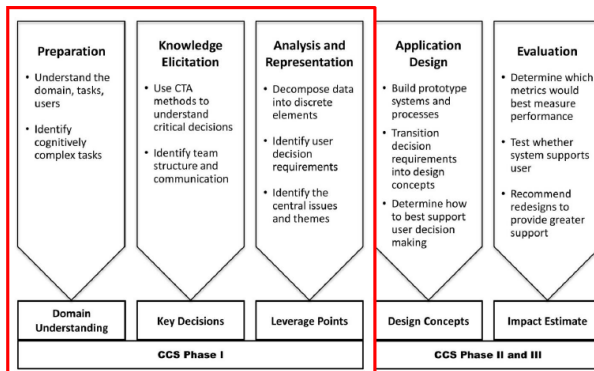 Preparation
• Understand the
domain, tasks,
users
• Identify
cognitively
complex tasks
Domain
Understanding
Knowledge
Elicitation
• Use CTA
methods to
understand
critical decisions
• Identify team
structure and
communication
Key Decisions
Analysis and
Representation
• Decompose data
into discrete
elements
• Identify user
decision
requirements
• Identify the
central issues
and themes
Leverage Points
Application
Design
• Build prototype
systems and
processes
• Transition
decision
requirements
into design
concepts
• Determine how
to best support
user decision
making
Design Concepts
Evaluation
• Determine which
metrics would
best measure
performance
• Test whether
system supports
user
• Recommend
redesigns to
provide greater
support
Impact Estimate
CCS Phase I
CCS Phase II and III